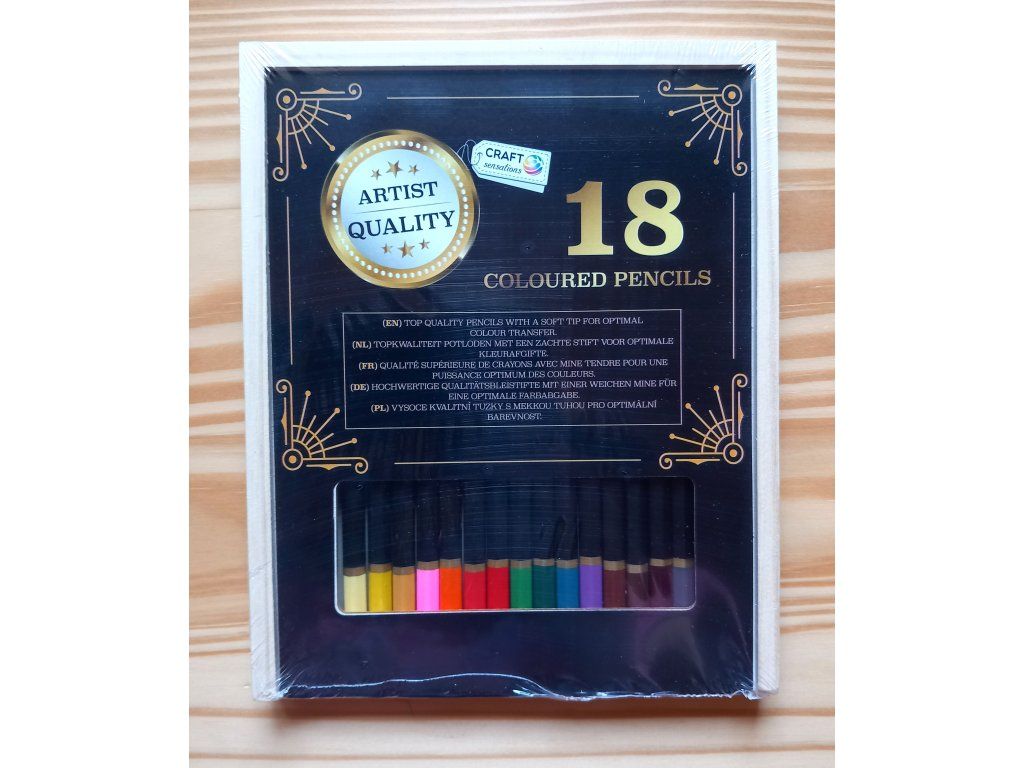 ARTIST
QUALITY
CRAFT
sensations
18
COLOURED PENCILS
(EN) TOP QUALITY PENCILS WITH A SOFT TIP FOR OPTIMAL
COLOUR TRANSFER.
(NL) TOPKWALITEIT POTLODEN MET EEN ZACHTE STIFT VOOR OPTIMALE
KLEURAFGIFTE.
(FR) QUALITÉ SUPÉRIEURE DE CRAYONS AVEC MINE TENDRE POUR UNE
PUISSANCE OPTIMUM DES COULEURS.
(DE) HOCHWERTIGE QUALITÄTSBLEISTIFTE MIT EINER WEICHEN MINE FÜR
EINE OPTIMALE FARBABGABE.
(PL) VYSOCE KVALITNÍ TUZKY S MEKKOU TUHOU PRO OPTIMÁLNÍ
BAREVNOST.